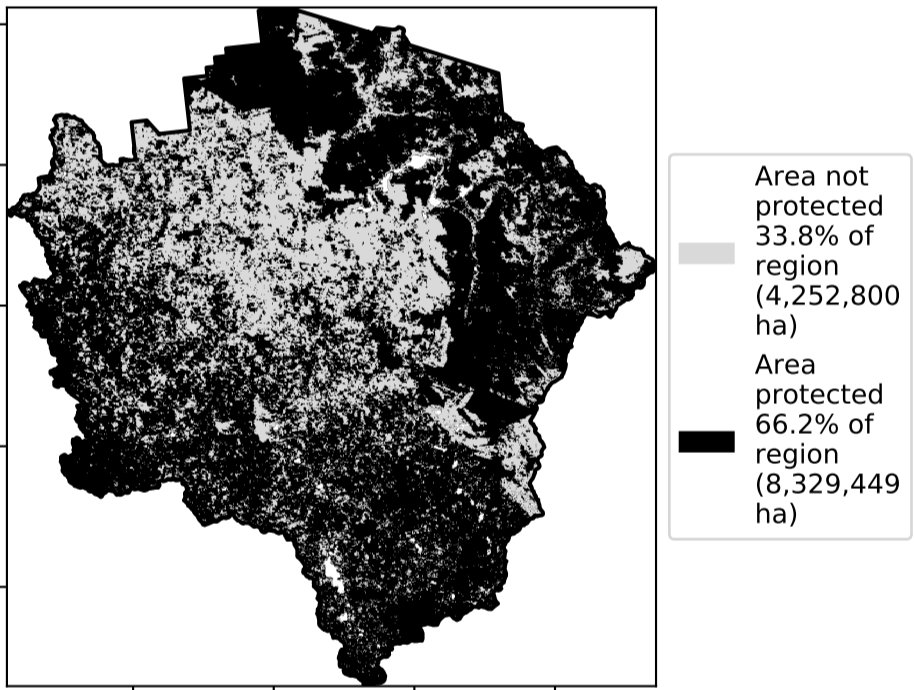 Area not
protected
33.8% of
region
(4,252,800
ha)
Area
protected
66.2% of
region
(8,329,449
ha)